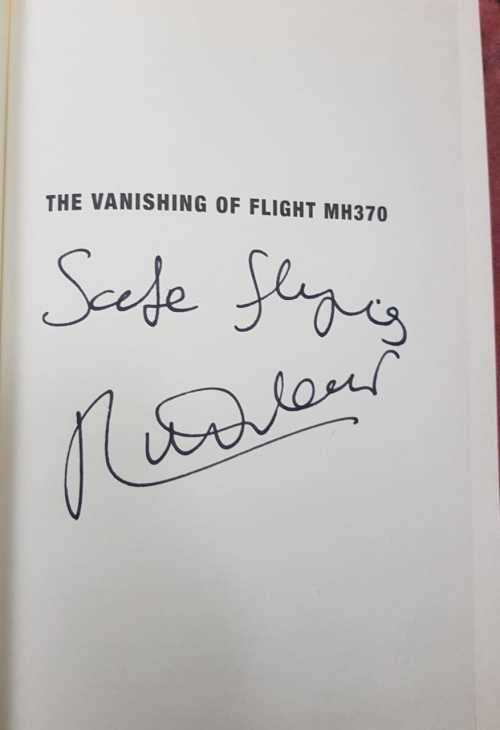 THE VANISHING OF FLIGHT MH370
Safe flying